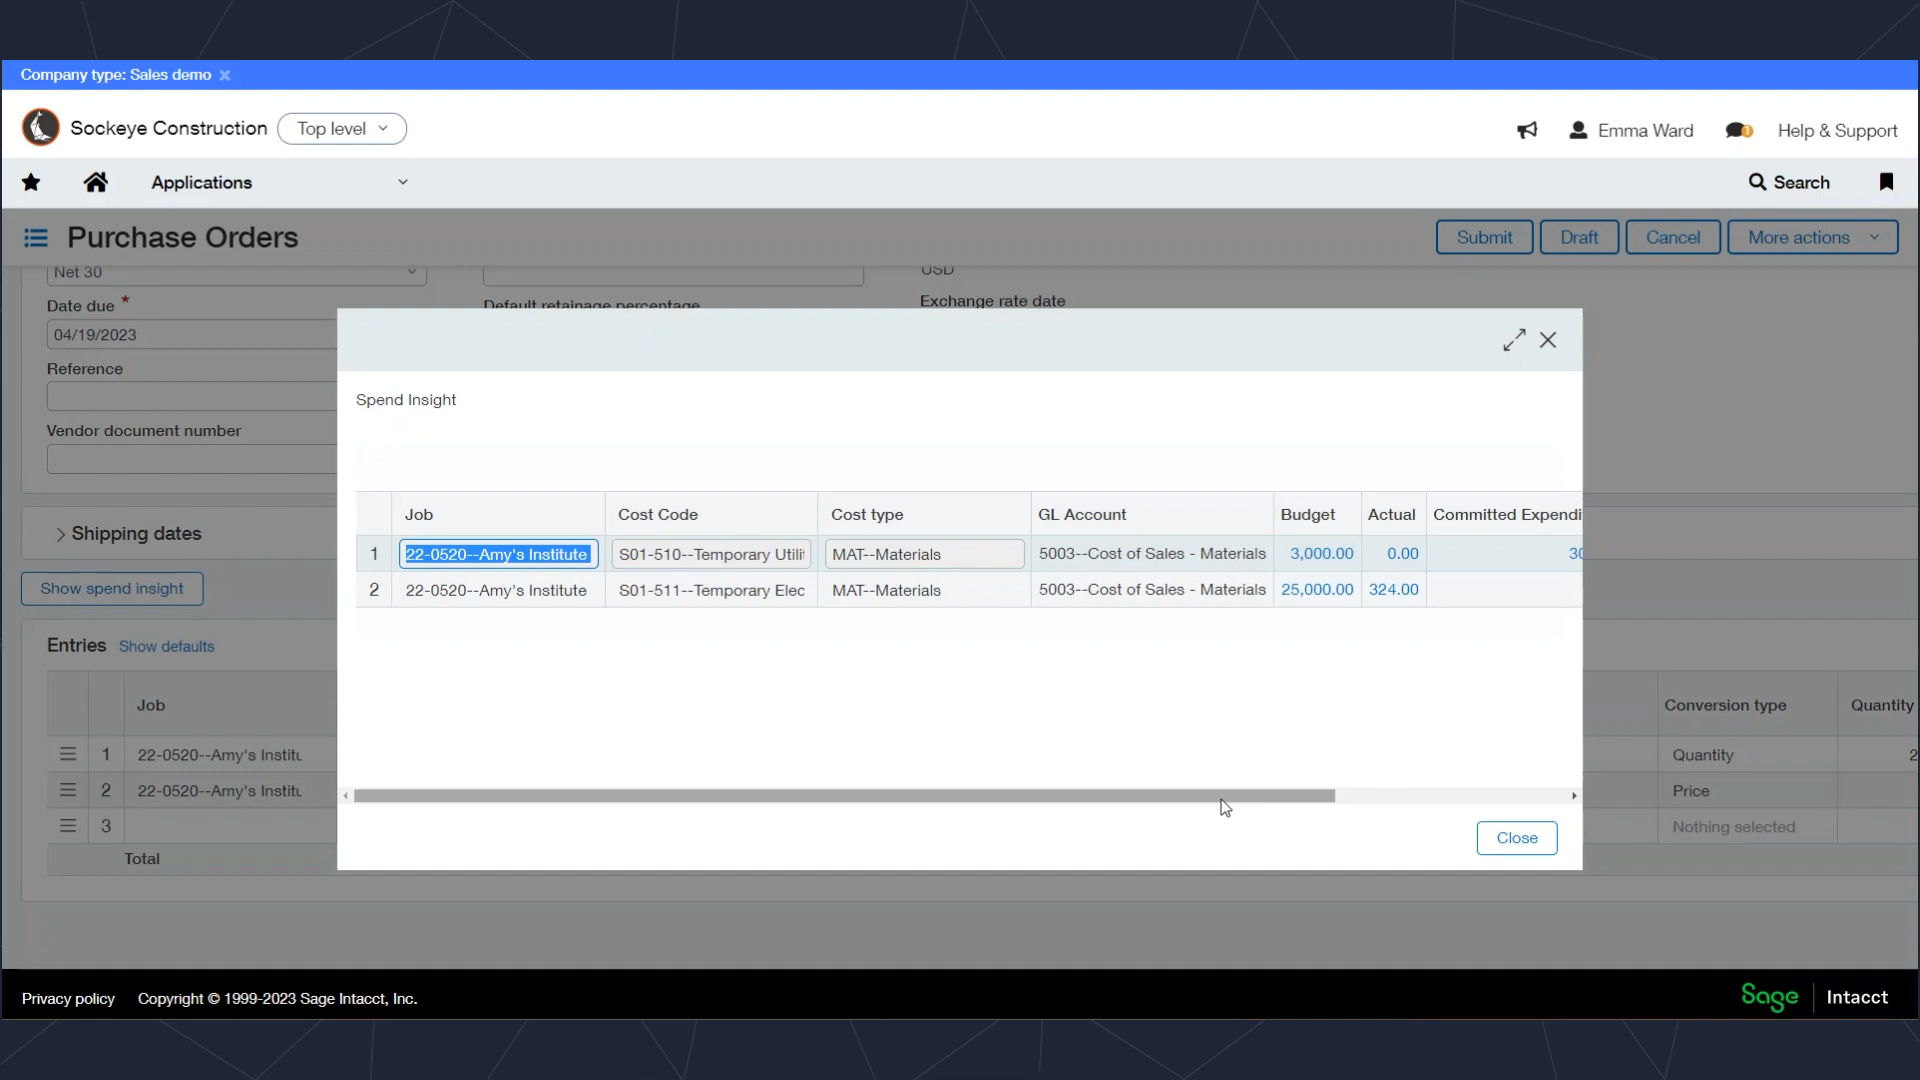 Company type: Sales demo
Sockeye Construction
Top level
Emma Ward
1
Help & Support
Applications
Search
Purchase Orders
Submit
Draft
Cancel
More actions
Net 30
USD
Date due *
Default retainage percentage
Exchange rate date
04/19/2023
Reference
Vendor document number
Shipping dates
Show spend insight
Spend Insight
Job Cost Code Cost type GL Account Budget Actual Committed Expendi
1 22-0520--Amy's Institute S01-510--Temporary Utili MAT--Materials 5003--Cost of Sales - Materials 3,000.00 0.00 30
2 22-0520--Amy's Institute S01-511--Temporary Elec MAT--Materials 5003--Cost of Sales - Materials 25,000.00 324.00
Close
Entries Show defaults
Job Conversion type Quantity
1 22-0520--Amy's Institu Quantity 2
2 22-0520--Amy's Institu Price
3 Nothing selected
Total
Privacy policy Copyright © 1999-2023 Sage Intacct, Inc.
Sage Intacct